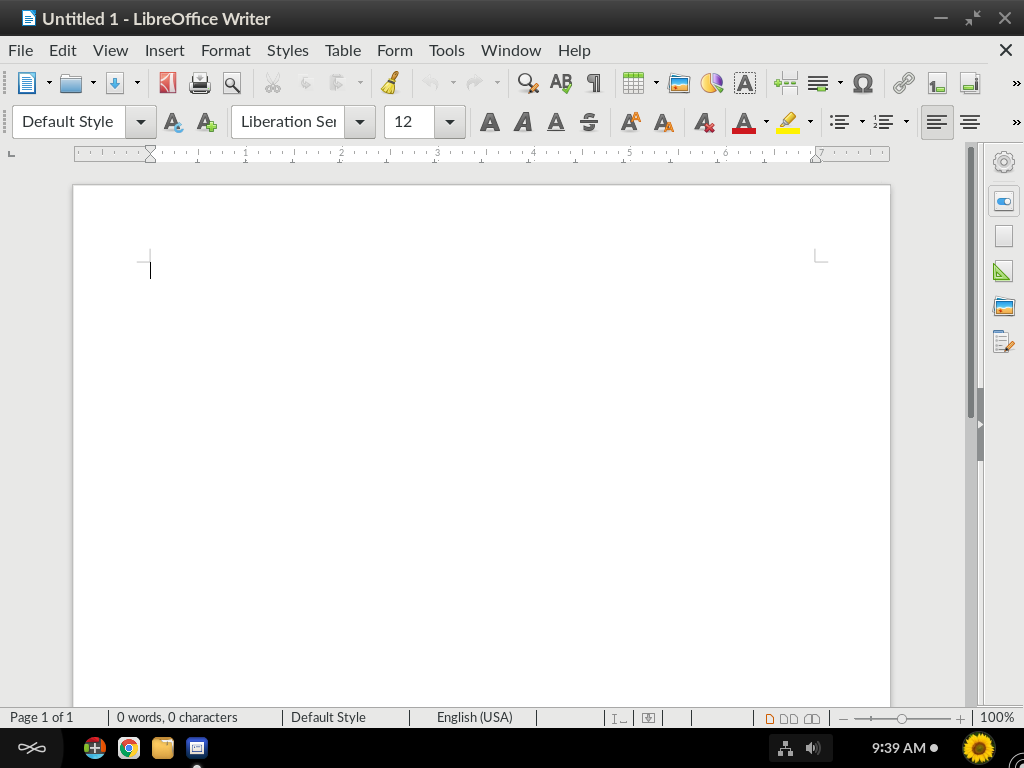 Untitled 1 - LibreOffice Writer
File Edit View Insert Format Styles Table Form Tools Window Help
Default Style Liberation Ser 12
1 2 3 4 5 6 7
Page 1 of 1 0 words, 0 characters Default Style English (USA) 100%
9:39 AM